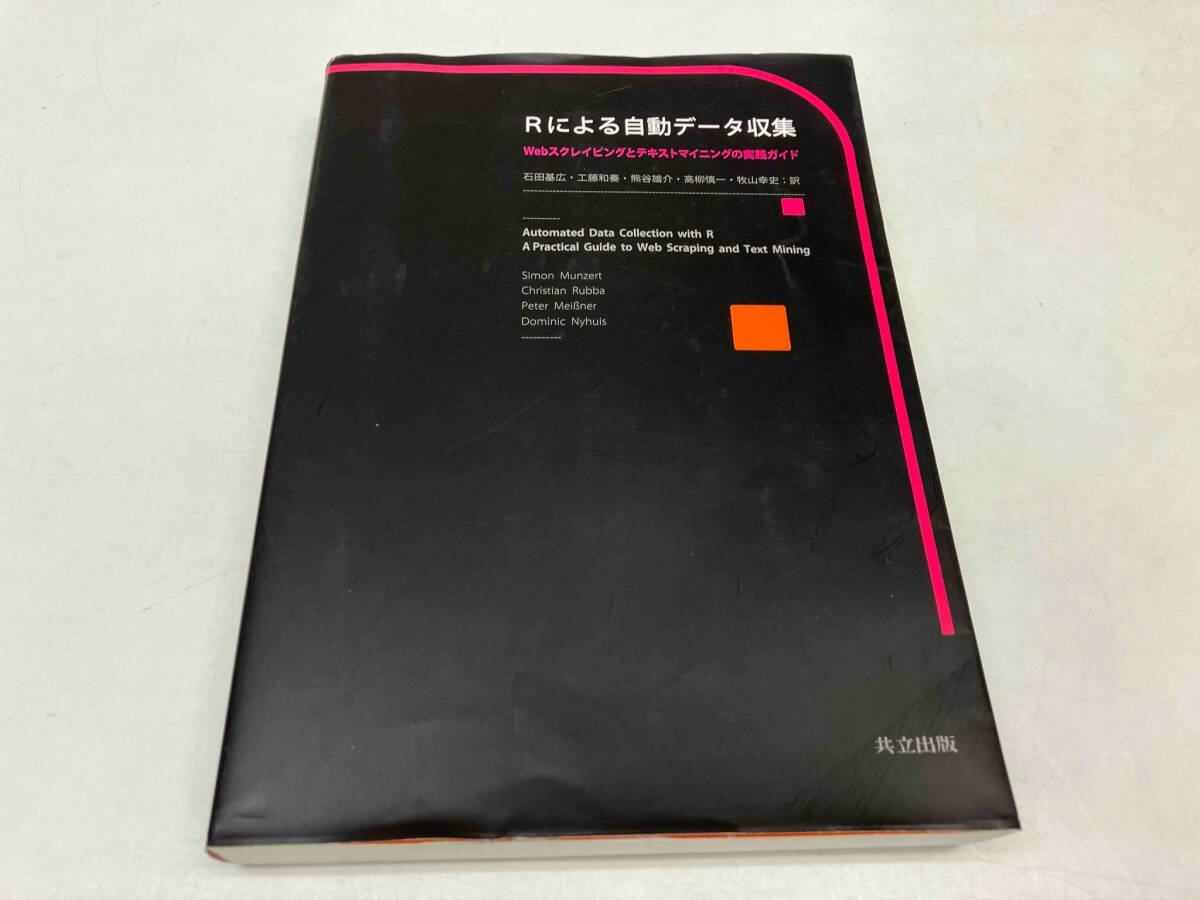 Rによる自動データ収集
Webスクレイピングとテキストマイニングの実践ガイド
石田基広・工藤和奏・熊谷雄介・高柳慎一・牧山幸史：訳
Automated Data Collection with R
A Practical Guide to Web Scraping and Text Mining
Simon Munzert
Christian Rubba
Peter Meißner
Dominic Nyhuis
共立出版